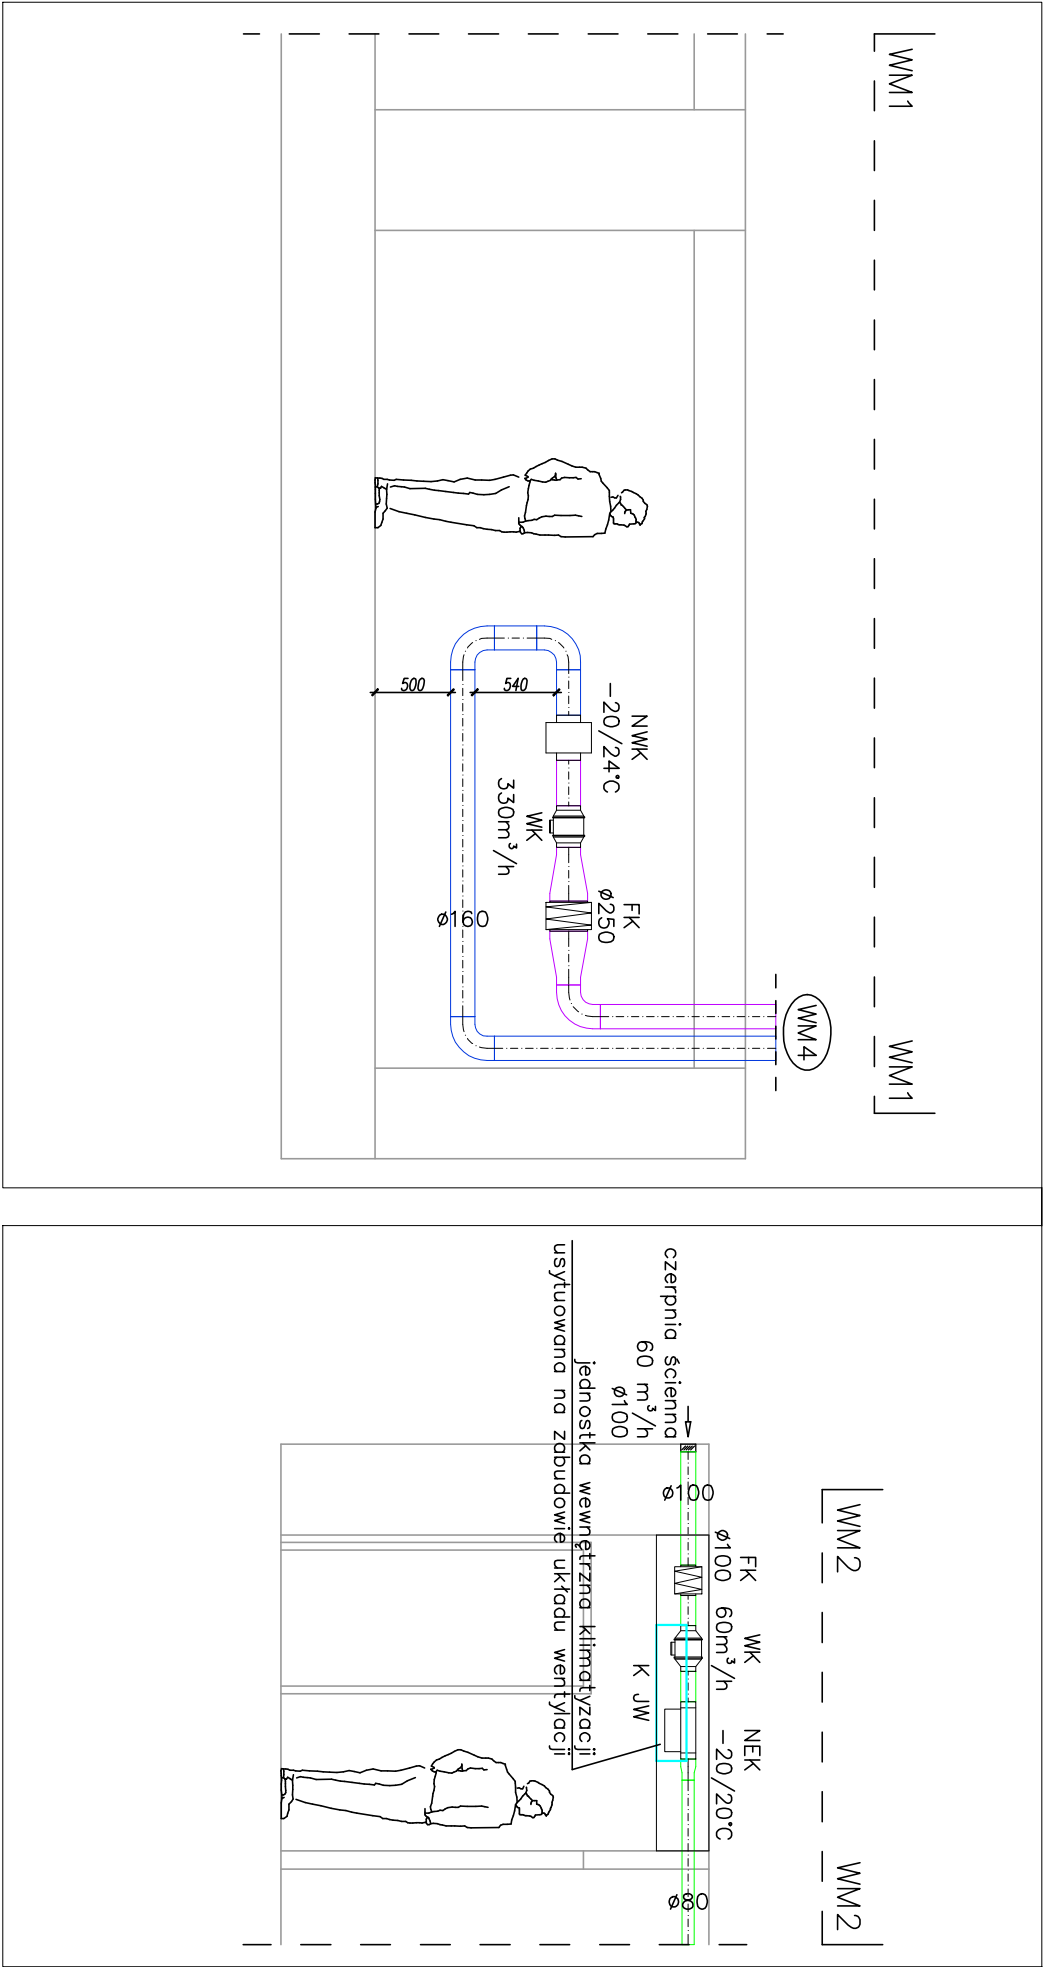 WM1
WM1
WM4
NWK
-20/24°C
WK
330m³/h
FK
ø250
ø160
500
540
WM2
WM2
czerpnia ścienna
60 m³/h
ø100
ø100
FK
ø100
WK
60m³/h
NEK
-20/20°C
K JW
ø80
jednostka wewnętrzna klimatyzacji
usytuowana na zabudowie układu wentylacji